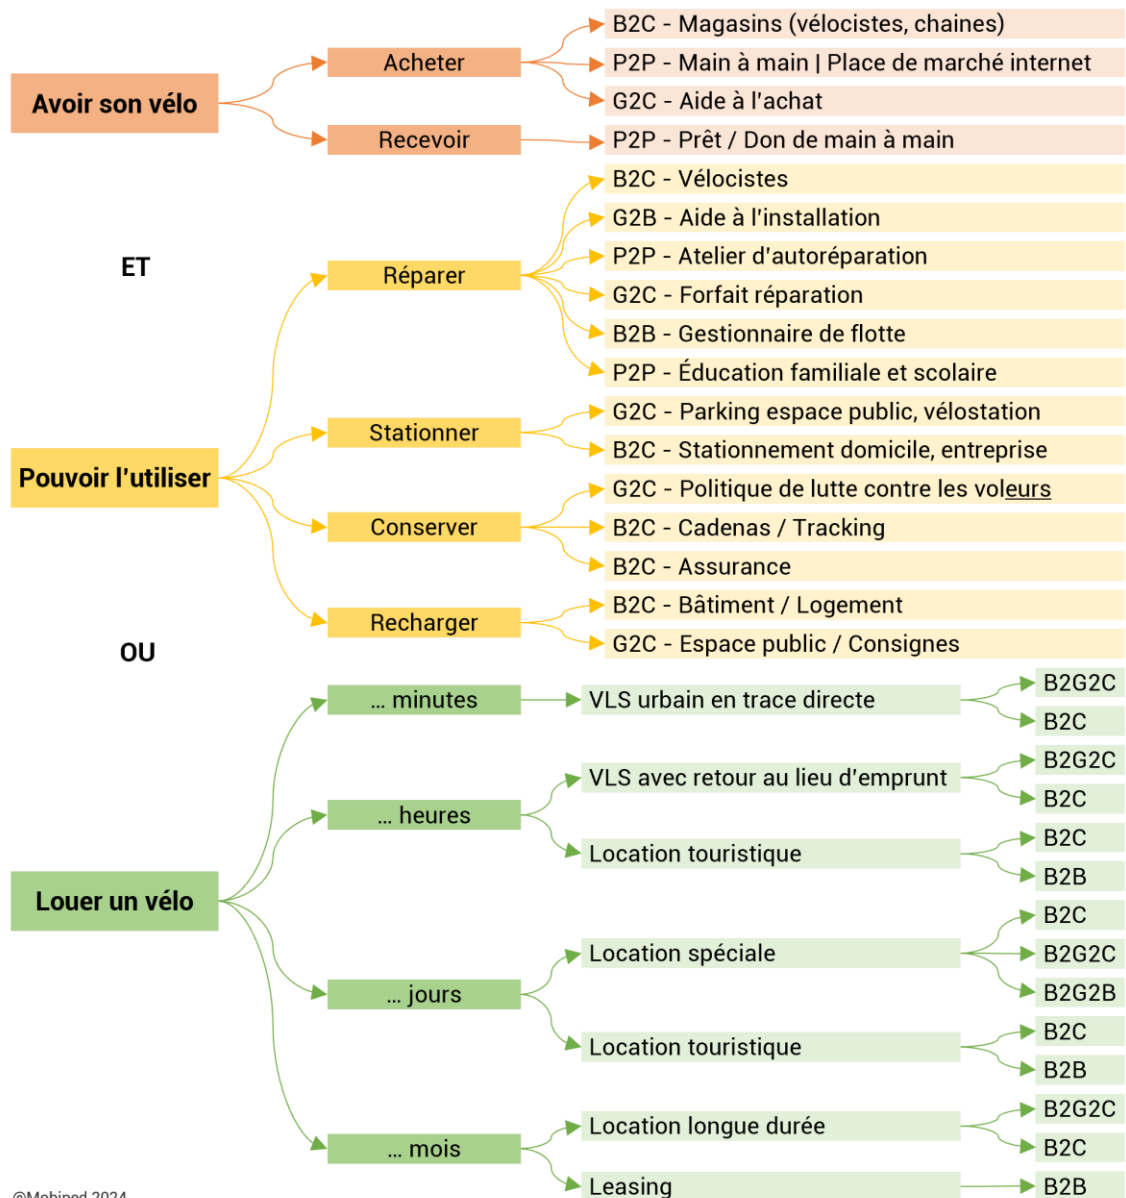 Avoir son vélo
Acheter
B2C - Magasins (vélocistes, chaines)
P2P - Main à main | Place de marché internet
G2C - Aide à l'achat
Recevoir
P2P - Prêt / Don de main à main
ET
Pouvoir l'utiliser
Réparer
B2C - Vélocistes
G2B - Aide à l'installation
P2P - Atelier d'autoréparation
G2C - Forfait réparation
B2B - Gestionnaire de flotte
P2P - Éducation familiale et scolaire
Stationner
G2C - Parking espace public, vélostation
B2C - Stationnement domicile, entreprise
Conserver
G2C - Politique de lutte contre les voleurs
B2C - Cadenas / Tracking
B2C - Assurance
Recharger
B2C - Bâtiment / Logement
G2C - Espace public / Consignes
OU
Louer un vélo
... minutes
VLS urbain en trace directe
B2G2C
B2C
... heures
VLS avec retour au lieu d'emprunt
B2G2C
B2C
Location touristique
B2C
B2B
... jours
Location spéciale
B2C
B2G2C
B2G2B
Location touristique
B2C
B2B
... mois
Location longue durée
B2G2C
B2C
Leasing
B2B
@Mobiped 2024